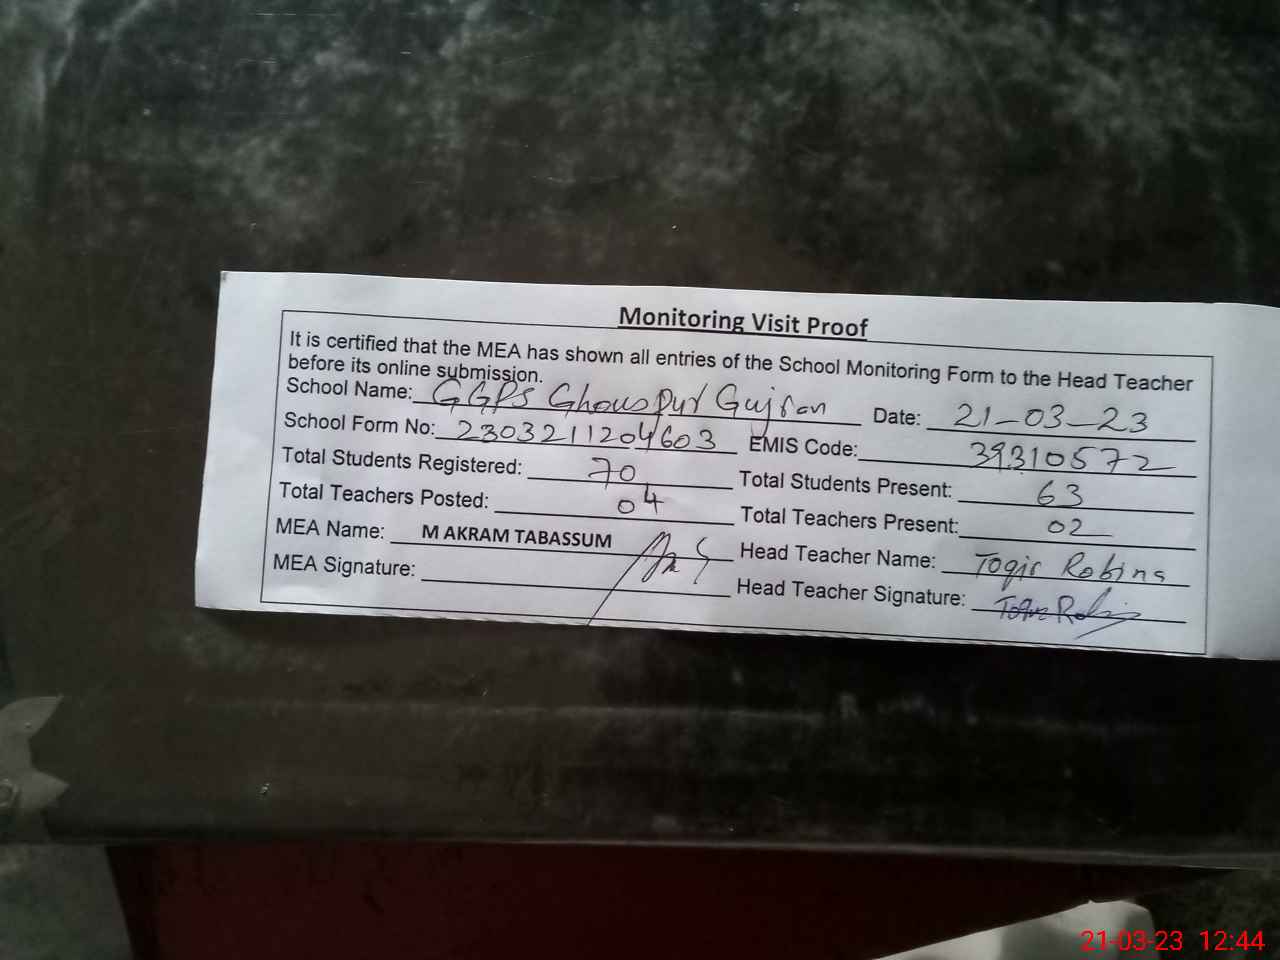 Monitoring Visit Proof
It is certified that the MEA has shown all entries of the School Monitoring Form to the Head Teacher
before its online submission.
School Name: GGPS Ghouspur Gujran Date: 21-03-23
School Form No: 2303211204603 EMIS Code: 39310572
Total Students Registered: 70 Total Students Present: 63
Total Teachers Posted: 04 Total Teachers Present: 02
MEA Name: M AKRAM TABASSUM Head Teacher Name: Toqir Robina
MEA Signature: Head Teacher Signature:
21-03-23 12:44